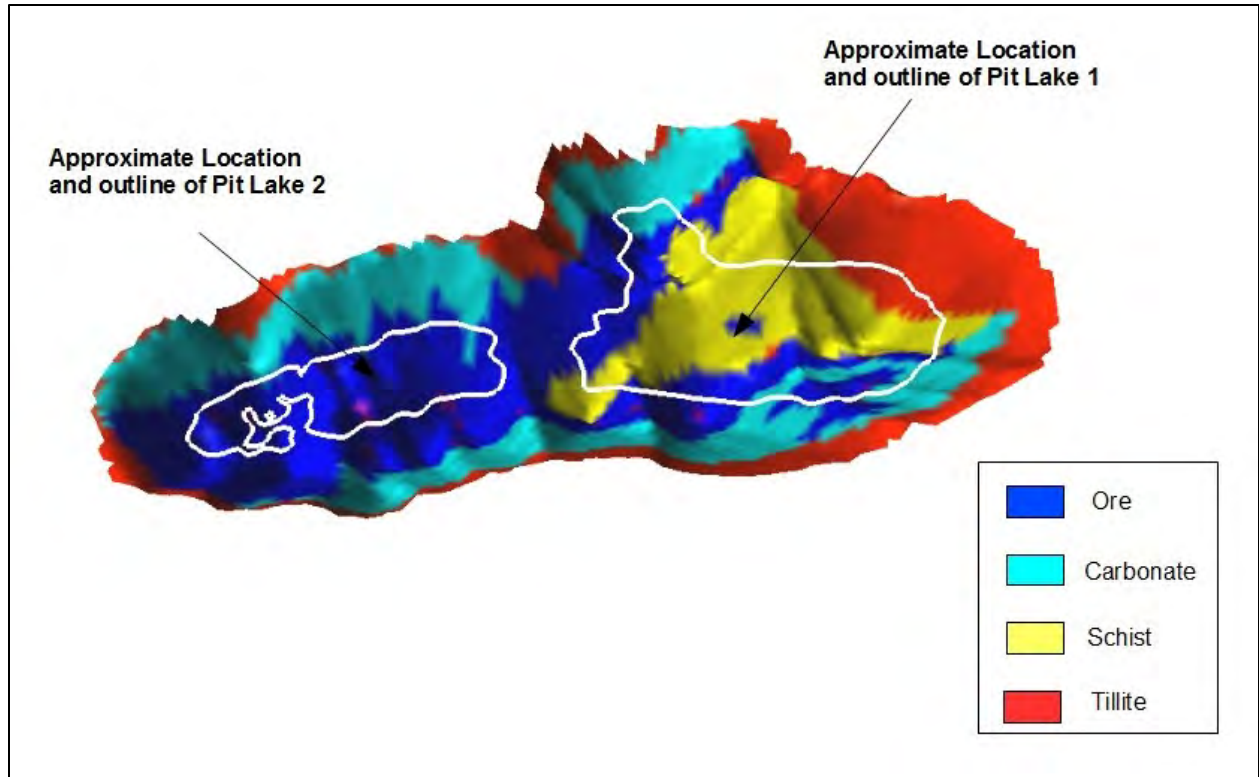 Approximate Location
and outline of Pit Lake 1
Approximate Location
and outline of Pit Lake 2
Ore
Carbonate
Schist
Tillite